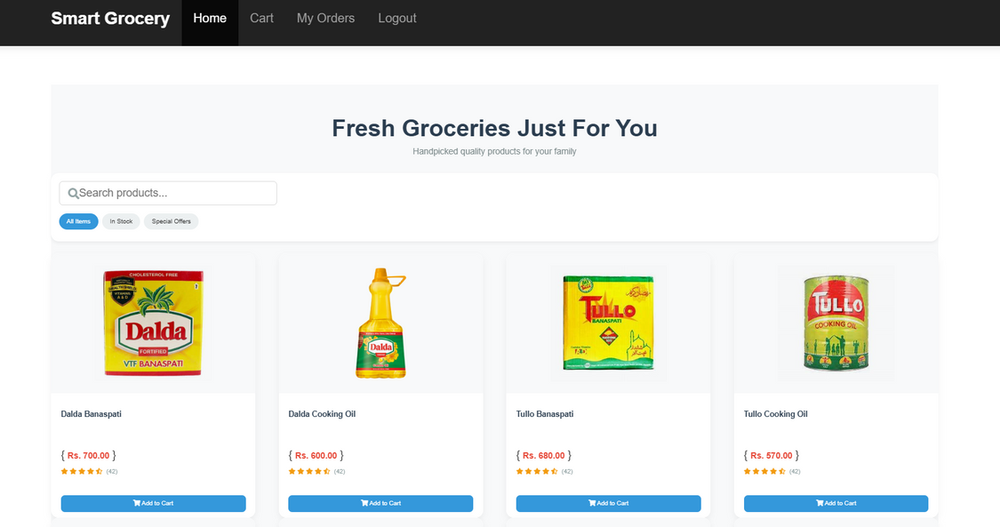 Smart Grocery Home Cart My Orders Logout
Fresh Groceries Just For You
Handpicked quality products for your family
Search products...
All Items In Stock Special Offers
CHOLESTEROL FREE
VITAMINS
A & D
Dalda
FORTIFIED
VTF BANASPATI
Dalda
TULLO
BANASPATI
TULLO
COOKING OIL
Dalda Banaspati
Dalda Cooking Oil
Tullo Banaspati
Tullo Cooking Oil
{ Rs. 700.00 }
{ Rs. 600.00 }
{ Rs. 680.00 }
{ Rs. 570.00 }
(42)
(42)
(42)
(42)
Add to Cart
Add to Cart
Add to Cart
Add to Cart